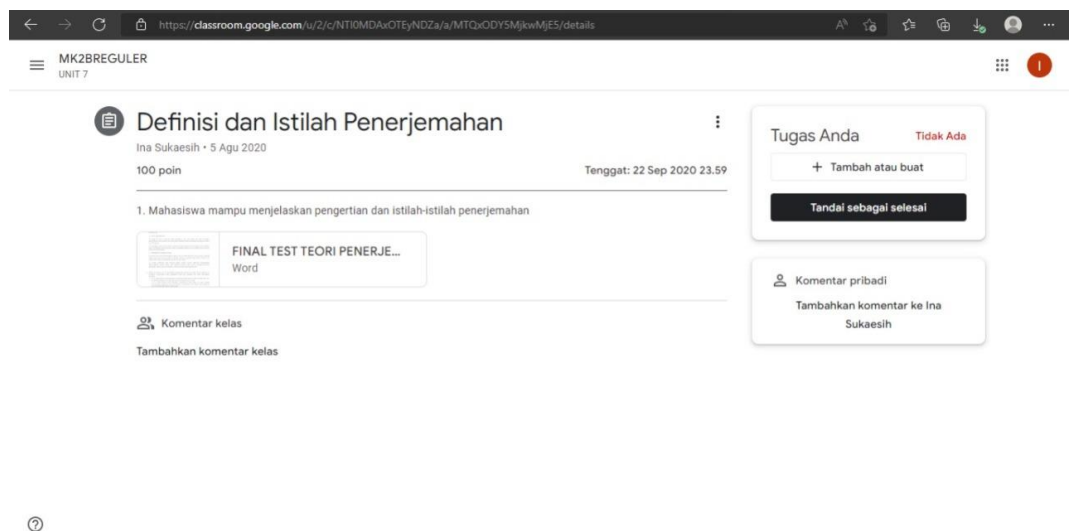 https://classroom.google.com/u/2/c/NTI0MDAxOTEyNDZa/a/MTQxODY5MjkwMjE5/details
MK2BREGULER
UNIT 7
I
Definisi dan Istilah Penerjemahan
Ina Sukaesih • 5 Agu 2020
100 poin
Tenggat: 22 Sep 2020 23.59
1. Mahasiswa mampu menjelaskan pengertian dan istilah-istilah penerjemahan
FINAL TEST TEORI PENERJE...
Word
Komentar kelas
Tambahkan komentar kelas
Tugas Anda
Tidak Ada
+ Tambah atau buat
Tandai sebagai selesai
Komentar pribadi
Tambahkan komentar ke Ina
Sukaesih